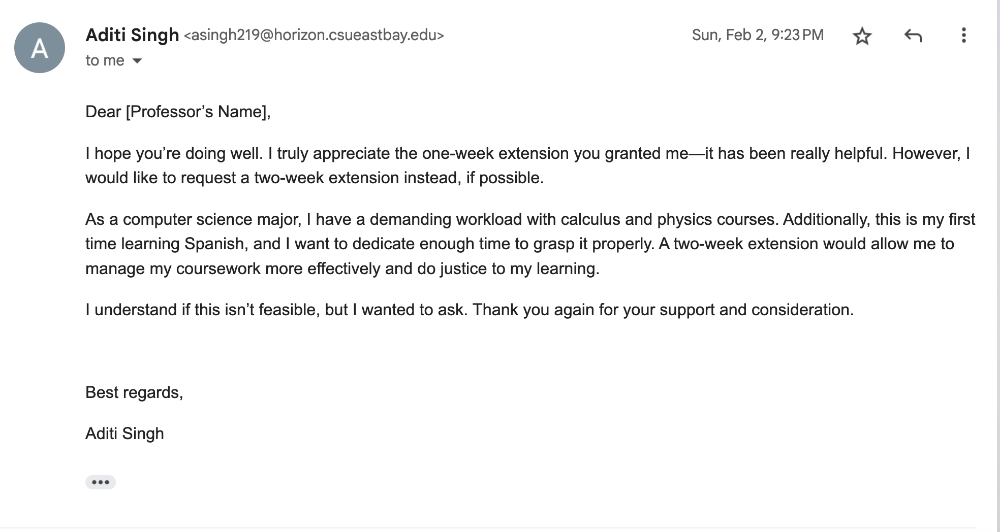 A
Aditi Singh <asingh219@horizon.csueastbay.edu>
Sun, Feb 2, 9:23 PM
to me
Dear [Professor’s Name],
I hope you’re doing well. I truly appreciate the one-week extension you granted me—it has been really helpful. However, I
would like to request a two-week extension instead, if possible.
As a computer science major, I have a demanding workload with calculus and physics courses. Additionally, this is my first
time learning Spanish, and I want to dedicate enough time to grasp it properly. A two-week extension would allow me to
manage my coursework more effectively and do justice to my learning.
I understand if this isn’t feasible, but I wanted to ask. Thank you again for your support and consideration.
Best regards,
Aditi Singh